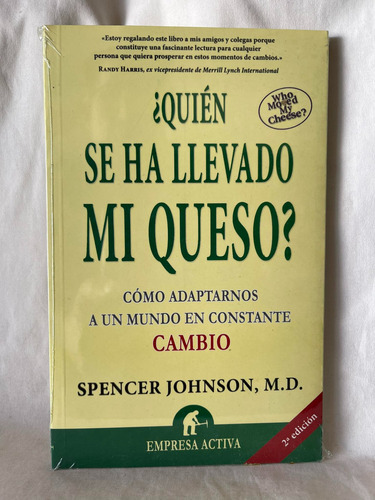 «Estoy regalando este libro a mis amigos y colegas porque
constituye una fascinante lectura para cualquier
persona que quiera prosperar en estos momentos de cambios.»
RANDY HARRIS, ex vicepresidente de Merrill Lynch International
Who
Moved
My
Cheese?
¿QUIÉN
SE HA LLEVADO
MI QUESO?
CÓMO ADAPTARNOS
A UN MUNDO EN CONSTANTE
CAMBIO
SPENCER JOHNSON, M.D.
2ª edición
EMPRESA ACTIVA